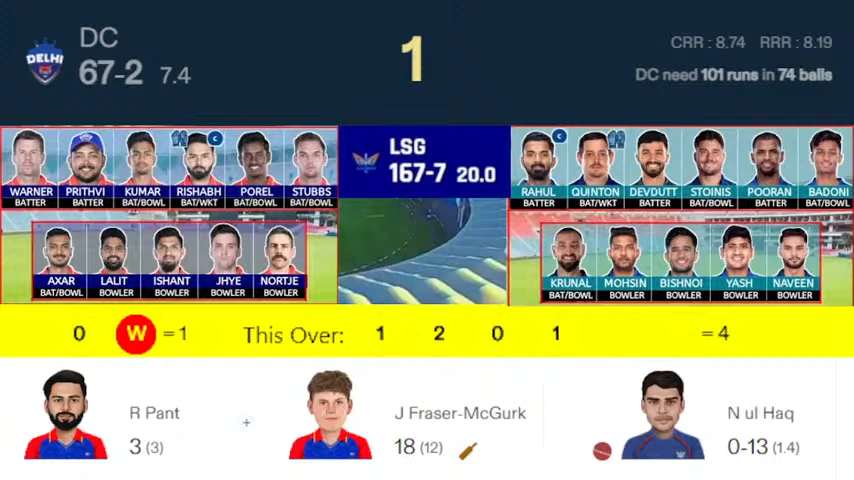 DC
67-2 7.4
1
CRR : 8.74 RRR : 8.19
DC need 101 runs in 74 balls
DELHI
WARNER
BATTER
PRITHVI
BATTER
KUMAR
BAT/BOWL
C
RISHABH
BAT/WKT
POREL
BAT/BOWL
STUBBS
BAT/BOWL
AXAR
BAT/BOWL
LALIT
BOWLER
ISHANT
BOWLER
JHYE
BOWLER
NORTJE
BOWLER
LSG
167-7 20.0
C
RAHUL
BATTER
QUINTON
BAT/WKT
DEVDUTT
BATTER
STOINIS
BAT/BOWL
POORAN
BATTER
BADONI
BAT/BOWL
KRUNAL
BAT/BOWL
MOHSIN
BOWLER
BISHNOI
BOWLER
YASH
BOWLER
NAVEEN
BOWLER
0 W = 1 This Over: 1 2 0 1 = 4
R Pant
3 (3)
+
J Fraser-McGurk
18 (12)
N ul Haq
0-13 (1.4)